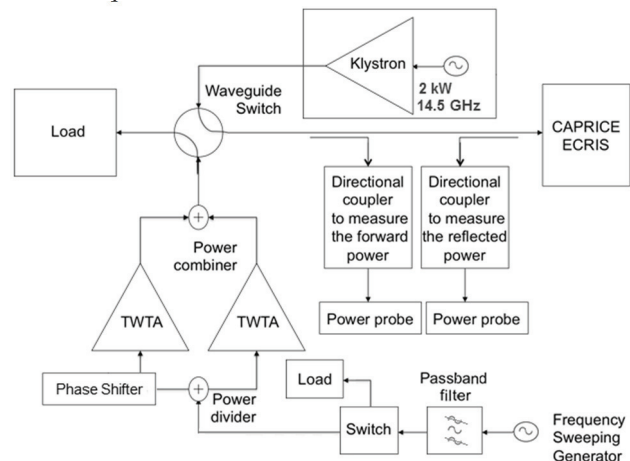 Klystron
2 kW
14.5 GHz
Waveguide
Switch
Load
CAPRICE
ECRIS
Directional
coupler
to measure
the forward
power
Directional
coupler
to measure
the reflected
power
Power
combiner
TWTA
TWTA
Power probe
Power probe
Phase Shifter
Power
divider
Load
Switch
Passband
filter
Frequency
Sweeping
Generator